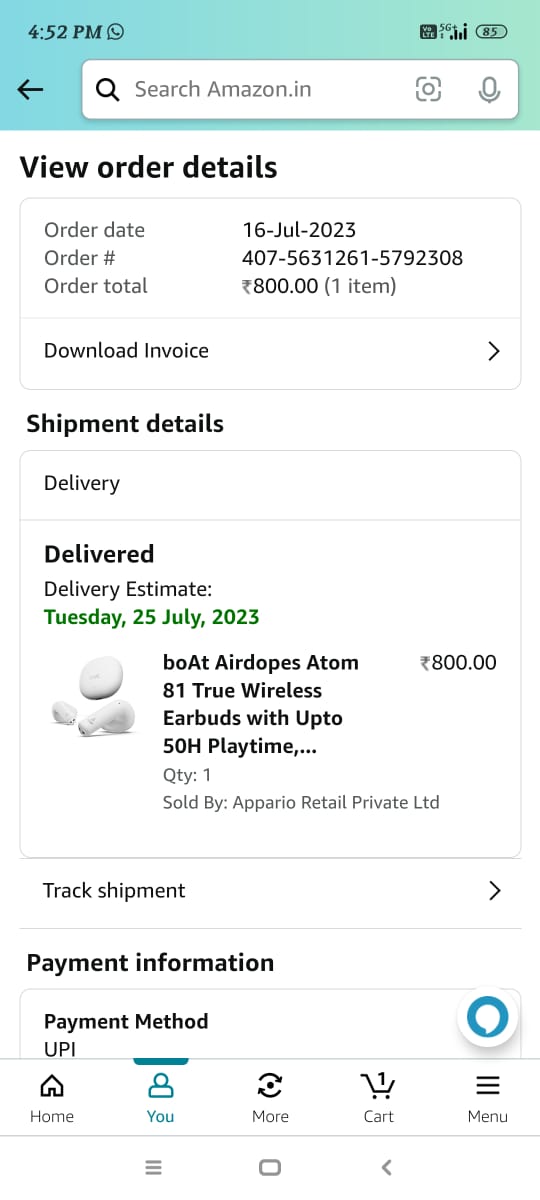 4:52 PM
Vo LTE 5G+ 85
Search Amazon.in
View order details
Order date 16-Jul-2023
Order # 407-5631261-5792308
Order total ₹800.00 (1 item)
Download Invoice
Shipment details
Delivery
Delivered
Delivery Estimate:
Tuesday, 25 July, 2023
boAt Airdopes Atom ₹800.00
81 True Wireless
Earbuds with Upto
50H Playtime,...
Qty: 1
Sold By: Appario Retail Private Ltd
Track shipment
Payment information
Payment Method
UPI
1
Home You More Cart Menu